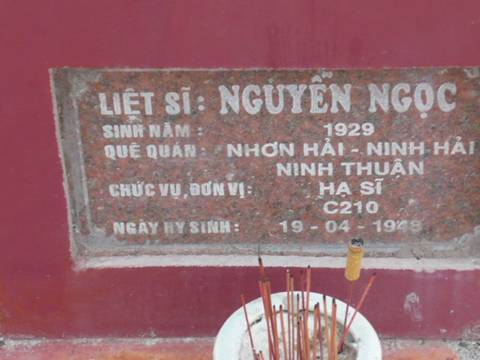 LIỆT SĨ : NGUYỄN NGỌC
SINH NĂM : 1929
QUÊ QUÁN : NHƠN HẢI - NINH HẢI
NINH THUẬN
CHỨC VỤ, ĐƠN VỊ : HẠ SĨ
C210
NGÀY HY SINH : 19 - 04 - 1948